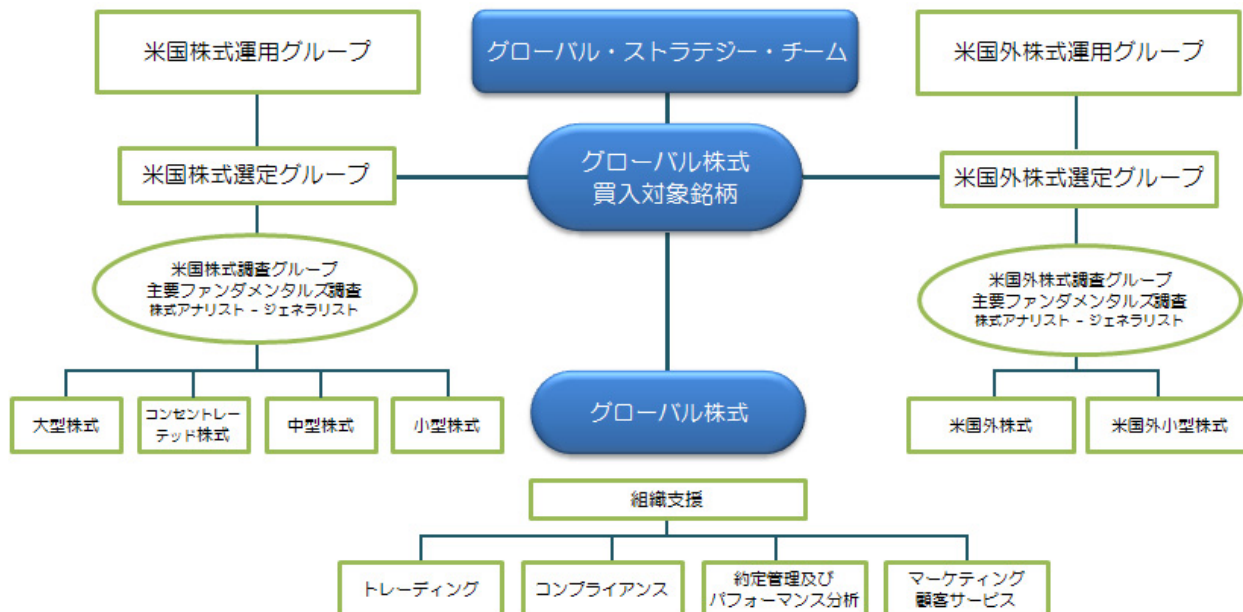 米国株式運用グループ
グローバル・ストラテジー・チーム
米国外株式運用グループ
米国株式選定グループ
グローバル株式
買入対象銘柄
米国外株式選定グループ
米国株式調査グループ
主要ファンダメンタルズ調査
株式アナリスト – ジェネラリスト
米国外株式調査グループ
主要ファンダメンタルズ調査
株式アナリスト – ジェネラリスト
大型株式
コンセントレー
テッド株式
中型株式
小型株式
グローバル株式
米国外株式
米国外小型株式
組織支援
トレーディング
コンプライアンス
約定管理及び
パフォーマンス分析
マーケティング
顧客サービス